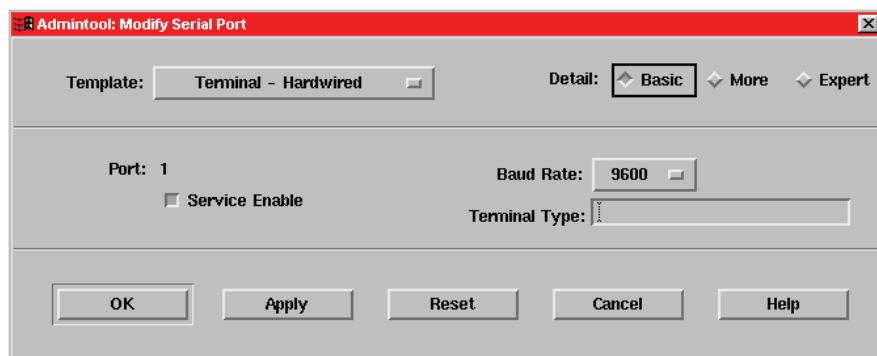 Admintool: Modify Serial Port
Template: Terminal - Hardwired Detail: Basic More Expert
Port: 1 Baud Rate: 9600
Service Enable
Terminal Type:
OK Apply Reset Cancel Help